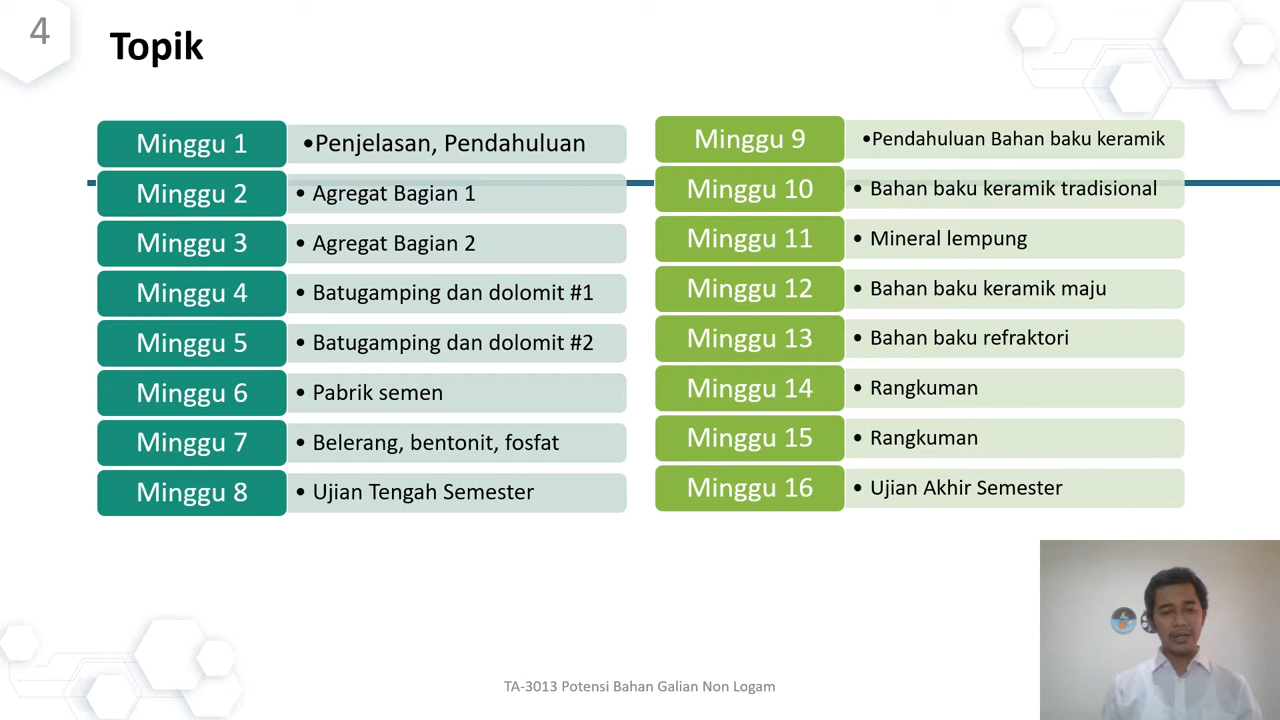 4
Topik
Minggu 1
•Penjelasan, Pendahuluan
Minggu 2
• Agregat Bagian 1
Minggu 3
• Agregat Bagian 2
Minggu 4
• Batugamping dan dolomit #1
Minggu 5
• Batugamping dan dolomit #2
Minggu 6
• Pabrik semen
Minggu 7
• Belerang, bentonit, fosfat
Minggu 8
• Ujian Tengah Semester
Minggu 9
•Pendahuluan Bahan baku keramik
Minggu 10
• Bahan baku keramik tradisional
Minggu 11
• Mineral lempung
Minggu 12
• Bahan baku keramik maju
Minggu 13
• Bahan baku refraktori
Minggu 14
• Rangkuman
Minggu 15
• Rangkuman
Minggu 16
• Ujian Akhir Semester
TA-3013 Potensi Bahan Galian Non Logam